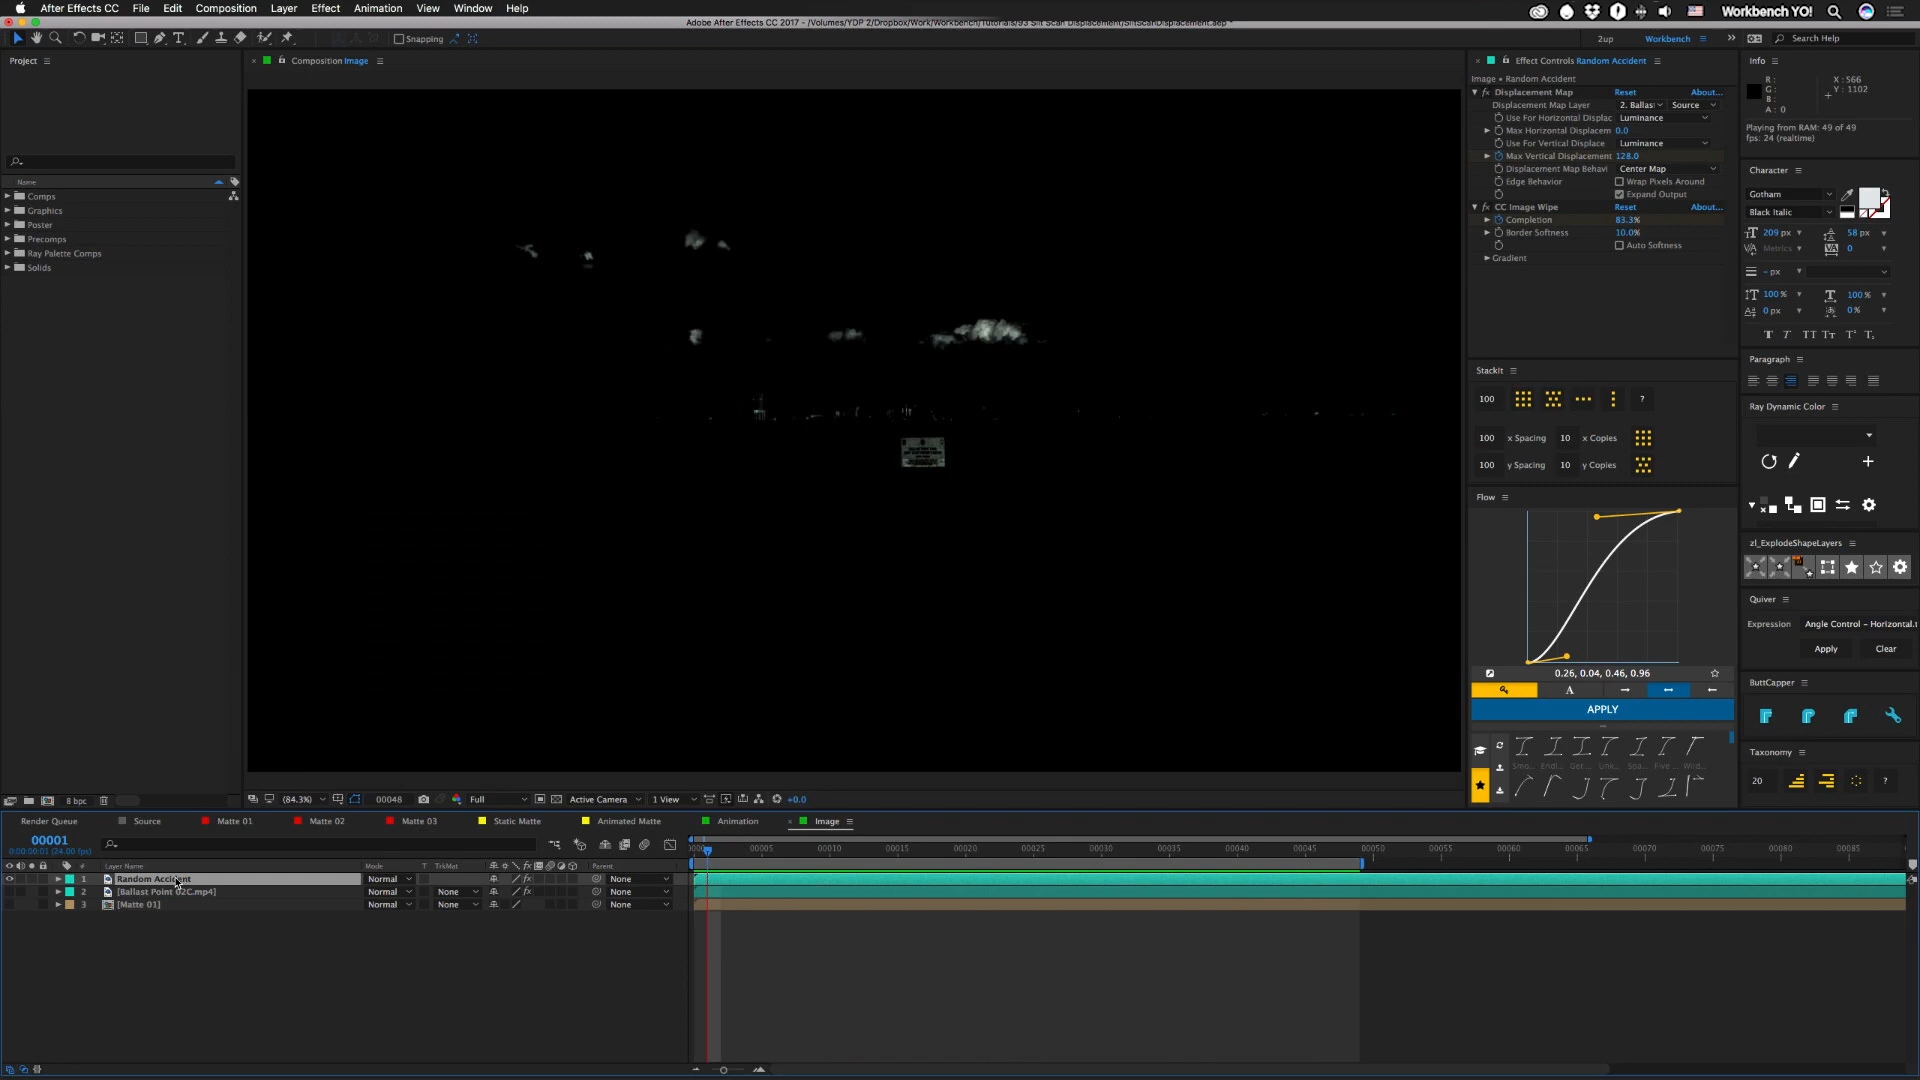 After Effects CC File Edit Composition Layer Effect Animation View Window Help
Workbench YO!
Adobe After Effects CC 2017 - /Volumes/YDP 2/Dropbox/Work/Workbench/Tutorials/93 Slit Scan Displacement/SlitScanDisplacement.aep *
Snapping
2up Workbench Search Help
Project
Name
Comps
Graphics
Poster
Precomps
Ray Palette Comps
Solids
8 bpc
Composition Image
(84.3%) 00048 Full Active Camera 1 View +0.0
Effect Controls Random Accident
Image • Random Accident
Displacement Map Reset About...
Displacement Map Layer 2. Ballas Source
Use For Horizontal Displac Luminance
Max Horizontal Displacem 0.0
Use For Vertical Displace Luminance
Max Vertical Displacement 128.0
Displacement Map Behavi Center Map
Edge Behavior Wrap Pixels Around
Expand Output
CC Image Wipe Reset About...
Completion 83.3%
Border Softness 10.0%
Auto Softness
Gradient
StackIt
100 ?
100 x Spacing 10 x Copies
100 y Spacing 10 y Copies
Flow
0.26, 0.04, 0.46, 0.96
A
APPLY
Info
R :
G :
B :
A : 0
X : 566
Y : 1102
Playing from RAM: 49 of 49
fps: 24 (realtime)
Character
Gotham
Black Italic
209 px 58 px
Metrics 0
- px
100 % 100 %
0 px 0 %
Paragraph
Ray Dynamic Color
zl_ExplodeShapeLayers
Quiver
Expression Angle Control – Horizontal.t
Apply Clear
ButtCapper
Taxonomy
20 ?
Render Queue Source Matte 01 Matte 02 Matte 03 Static Matte Animated Matte Animation Image
00001
0:00:00:01 (24.00 fps)
00005 00010 00015 00020 00025 00030 00035 00040 00045 00050 00055 00060 00065 00070 00075 00080 00085
# Layer Name Mode T TrkMat Parent
1 Random Accident Normal None
2 [Ballast Point 02C.mp4] Normal None None
3 [Matte 01] Normal None None